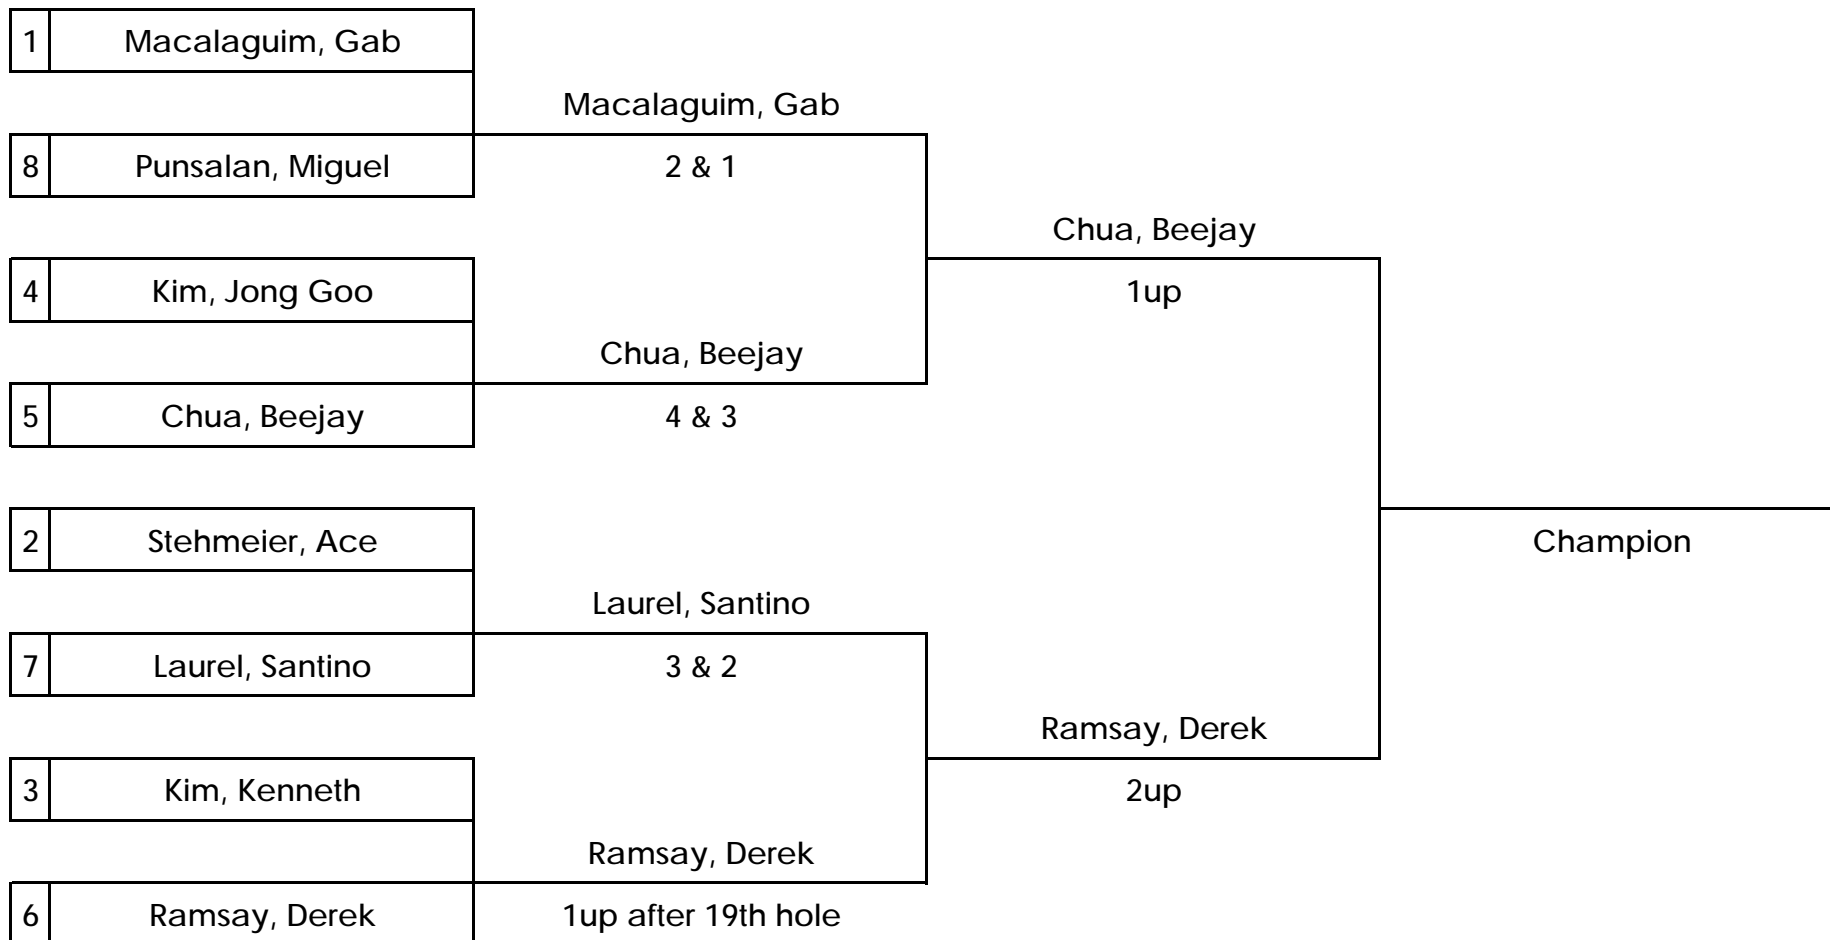 1 Macalaguim, Gab
Macalaguim, Gab
8 Punsalan, Miguel
2 & 1
Chua, Beejay
4 Kim, Jong Goo
1up
Chua, Beejay
5 Chua, Beejay
4 & 3
2 Stehmeier, Ace
Champion
Laurel, Santino
7 Laurel, Santino
3 & 2
Ramsay, Derek
3 Kim, Kenneth
2up
Ramsay, Derek
6 Ramsay, Derek
1up after 19th hole